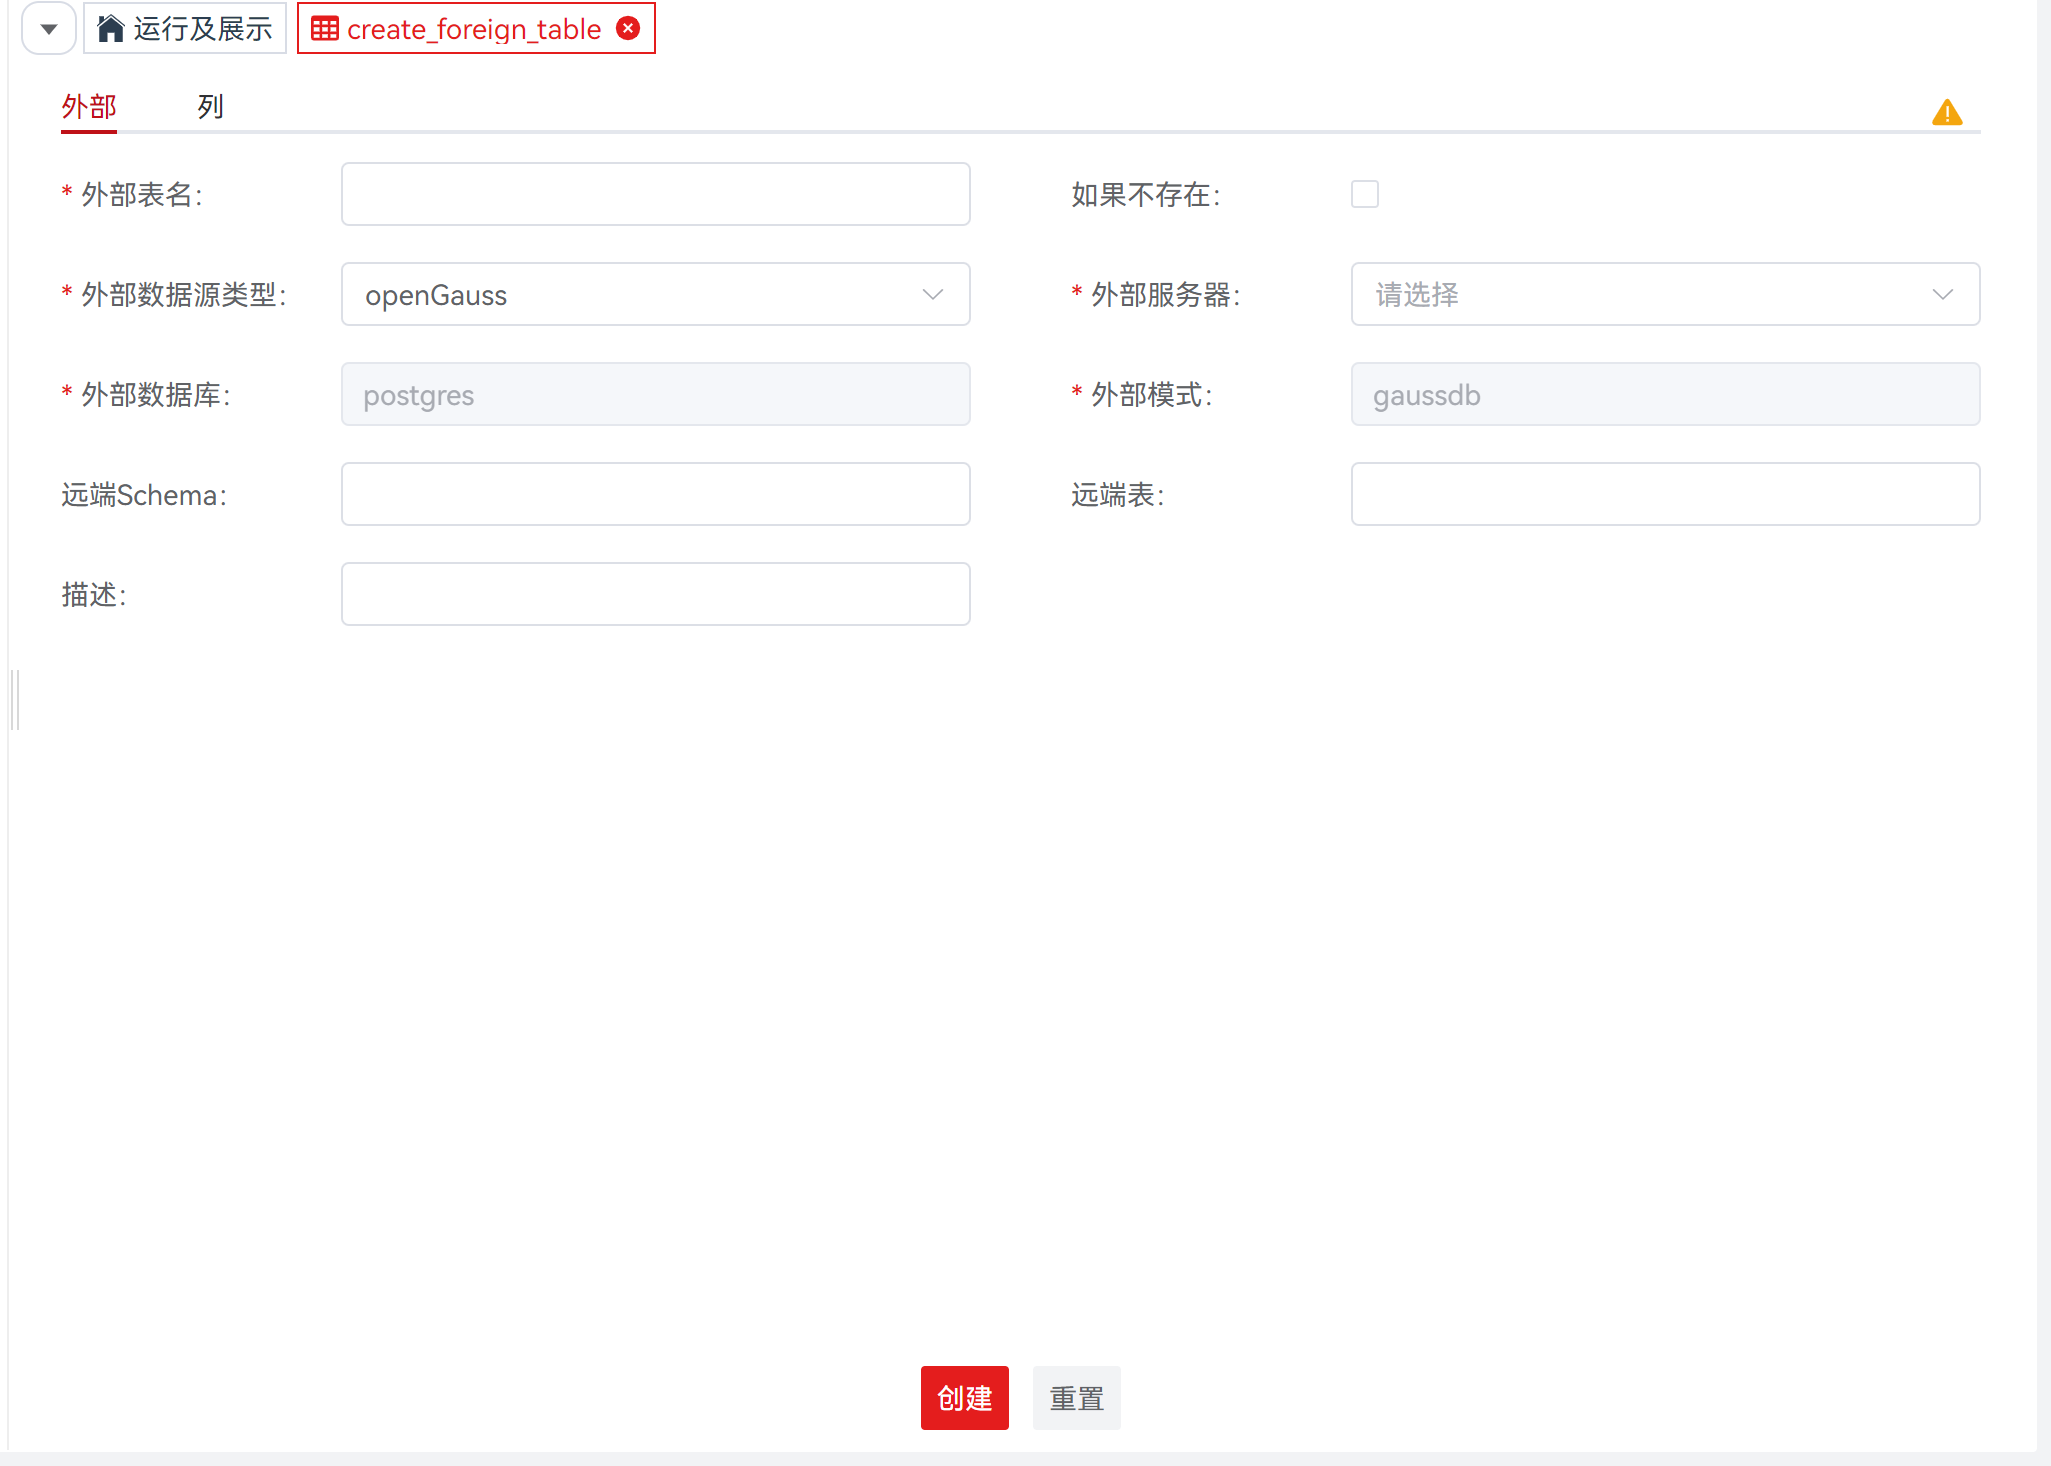 运行及展示 create_foreign_table
外部 列
* 外部表名: 如果不存在:
* 外部数据源类型: openGauss * 外部服务器: 请选择
* 外部数据库: postgres * 外部模式: gaussdb
远端Schema: 远端表:
描述:
创建 重置